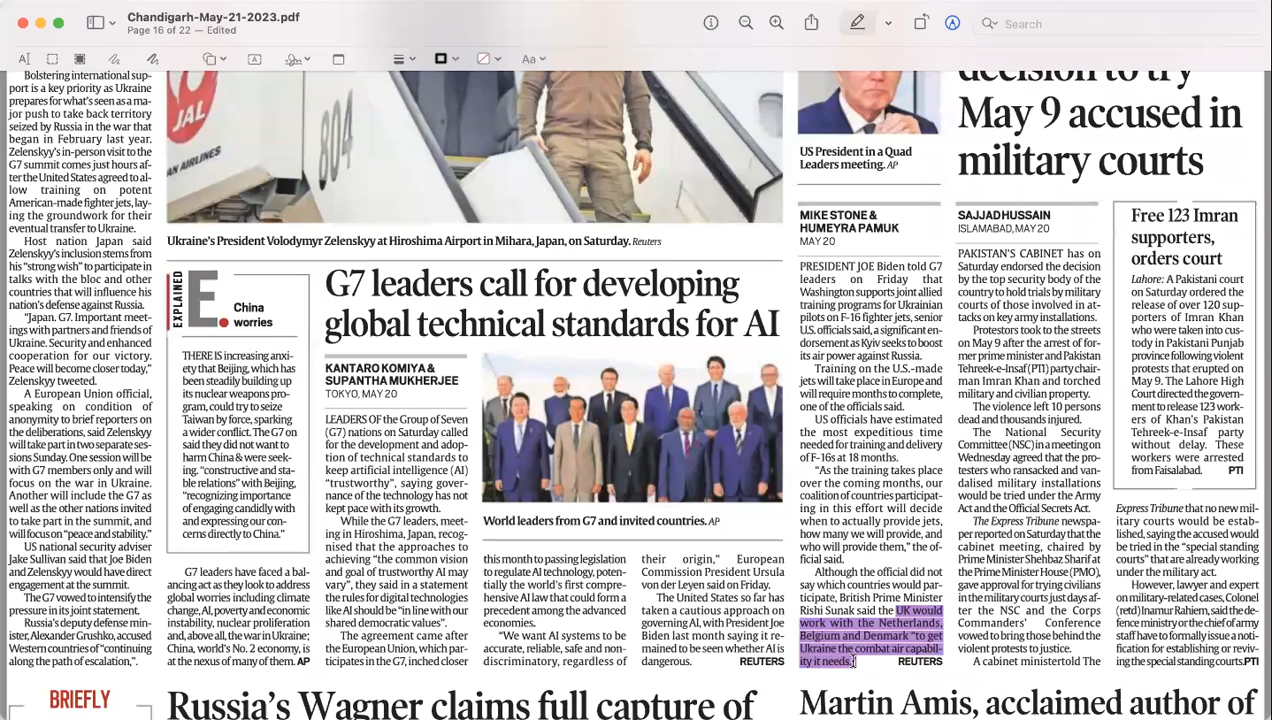 Chandigarh-May-21-2023.pdf
Page 16 of 22 — Edited
Search
Aa
Bolstering international sup-
port is a key priority as Ukraine
prepares for what's seen as a ma-
jor push to take back territory
seized by Russia in the war that
began in February last year.
Zelenskyy's in-person visit to the
G7 summit comes just hours af-
ter the United States agreed to al-
low training on potent
American-made fighter jets, lay-
ing the groundwork for their
eventual transfer to Ukraine.
Host nation Japan said
Zelenskyy's inclusion stems from
his "strong wish" to participate in
talks with the bloc and other
countries that will influence his
nation's defense against Russia.
"Japan. G7. Important meet-
ings with partners and friends of
Ukraine. Security and enhanced
cooperation for our victory.
Peace will become closer today,"
Zelenskyy tweeted.
A European Union official,
speaking on condition of
anonymity to brief reporters on
the deliberations, said Zelenskyy
will take part in two separate ses-
sions Sunday. One session will be
with G7 members only and will
focus on the war in Ukraine.
Another will include the G7 as
well as the other nations invited
to take part in the summit, and
will focus on "peace and stability."
US national security adviser
Jake Sullivan said that Joe Biden
and Zelenskyy would have direct
engagement at the summit.
The G7 vowed to intensify the
pressure in its joint statement.
Russia's deputy defense min-
ister, Alexander Grushko, accused
Western countries of "continuing
along the path of escalation,".
JAL
AN AIRLINES
804
Ukraine's President Volodymyr Zelenskyy at Hiroshima Airport in Mihara, Japan, on Saturday. Reuters
EXPLAINED
E.
China
worries
THERE IS increasing anxi-
ety that Beijing, which has
been steadily building up
its nuclear weapons pro-
gram, could try to seize
Taiwan by force, sparking
a wider conflict. The G7 on
said they did not want to
harm China & were seek-
ing. "constructive and sta-
ble relations" with Beijing,
"recognizing importance
of engaging candidly with
and expressing our con-
cerns directly to China."
G7 leaders have faced a bal-
ancing act as they look to address
global worries including climate
change, AI, poverty and economic
instability, nuclear proliferation
and, above all, the war in Ukraine;
China, world's No. 2 economy, is
at the nexus of many of them. AP
G7 leaders call for developing
global technical standards for AI
KANTARO KOMIYA &
SUPANTHA MUKHERJEE
TOKYO, MAY 20
LEADERS OF the Group of Seven
(G7) nations on Saturday called
for the development and adop-
tion of technical standards to
keep artificial intelligence (AI)
"trustworthy", saying gover-
nance of the technology has not
kept pace with its growth.
While the G7 leaders, meet-
ing in Hiroshima, Japan, recog-
nised that the approaches to
achieving "the common vision
and goal of trustworthy AI may
vary", they said in a statement
the rules for digital technologies
like AI should be "in line with our
shared democratic values".
The agreement came after
the European Union, which par-
ticipates in the G7, inched closer
World leaders from G7 and invited countries. AP
this month to passing legislation
to regulate AI technology, poten-
tially the world's first compre-
hensive AI law that could form a
precedent among the advanced
economies.
"We want AI systems to be
accurate, reliable, safe and non-
discriminatory, regardless of
their origin," European
Commission President Ursula
von der Leyen said on Friday.
The United States so far has
taken a cautious approach on
governing AI, with President Joe
Biden last month saying it re-
mained to be seen whether AI is
dangerous. REUTERS
US President in a Quad
Leaders meeting. AP
MIKE STONE &
HUMEYRA PAMUK
MAY 20
PRESIDENT JOE Biden told G7
leaders on Friday that
Washington supports joint allied
training programs for Ukrainian
pilots on F-16 fighter jets, senior
U.S. officials said, a significant en-
dorsement as Kyiv seeks to boost
its air power against Russia.
Training on the U.S.-made
jets will take place in Europe and
will require months to complete,
one of the officials said.
US officials have estimated
the most expeditious time
needed for training and delivery
of F-16s at 18 months.
"As the training takes place
over the coming months, our
coalition of countries participat-
ing in this effort will decide
when to actually provide jets,
how many we will provide, and
who will provide them," the of-
ficial said.
Although the official did not
say which countries would par-
ticipate, British Prime Minister
Rishi Sunak said the UK would
work with the Netherlands,
Belgium and Denmark "to get
Ukraine the combat air capabil-
ity it needs. REUTERS
decision to try
May 9 accused in
military courts
SAJJAD HUSSAIN
ISLAMABAD, MAY 20
PAKISTAN'S CABINET has on
Saturday endorsed the decision
by the top security body of the
country to hold trials by military
courts of those involved in at-
tacks on key army installations.
Protestors took to the streets
on May 9 after the arrest of for-
mer prime minister and Pakistan
Tehreek-e-Insaf (PTI) party chair-
man Imran Khan and torched
military and civilian property.
The violence left 10 persons
dead and thousands injured.
The National Security
Committee (NSC) in a meeting on
Wednesday agreed that the pro-
testers who ransacked and van-
dalised military installations
would be tried under the Army
Act and the Official Secrets Act.
The Express Tribune newspa-
per reported on Saturday that the
cabinet meeting, chaired by
Prime Minister Shehbaz Sharif at
the Prime Minister House (PMO),
gave approval for trying civilians
in the military courts just days af-
ter the NSC and the Corps
Commanders' Conference
vowed to bring those behind the
violent protests to justice.
A cabinet minister told The
Free 123 Imran
supporters,
orders court
Lahore: A Pakistani court
on Saturday ordered the
release of over 120 sup-
porters of Imran Khan
who were taken into cus-
tody in Pakistani Punjab
province following violent
protests that erupted on
May 9. The Lahore High
Court directed the govern-
ment to release 123 work-
ers of Khan's Pakistan
Tehreek-e-Insaf party
without delay. These
workers were arrested
from Faisalabad. PTI
Express Tribune that no new mil-
itary courts would be estab-
lished, saying the accused would
be tried in the "special standing
courts" that are already working
under the military act.
However, lawyer and expert
on military-related cases, Colonel
(retd) Inamur Rahiem, said the de-
fence ministry or the chief of army
staff have to formally issue a noti-
fication for establishing or reviv-
ing the special standing courts. PTI
BRIEFLY
Russia's Wagner claims full capture of
Martin Amis, acclaimed author of